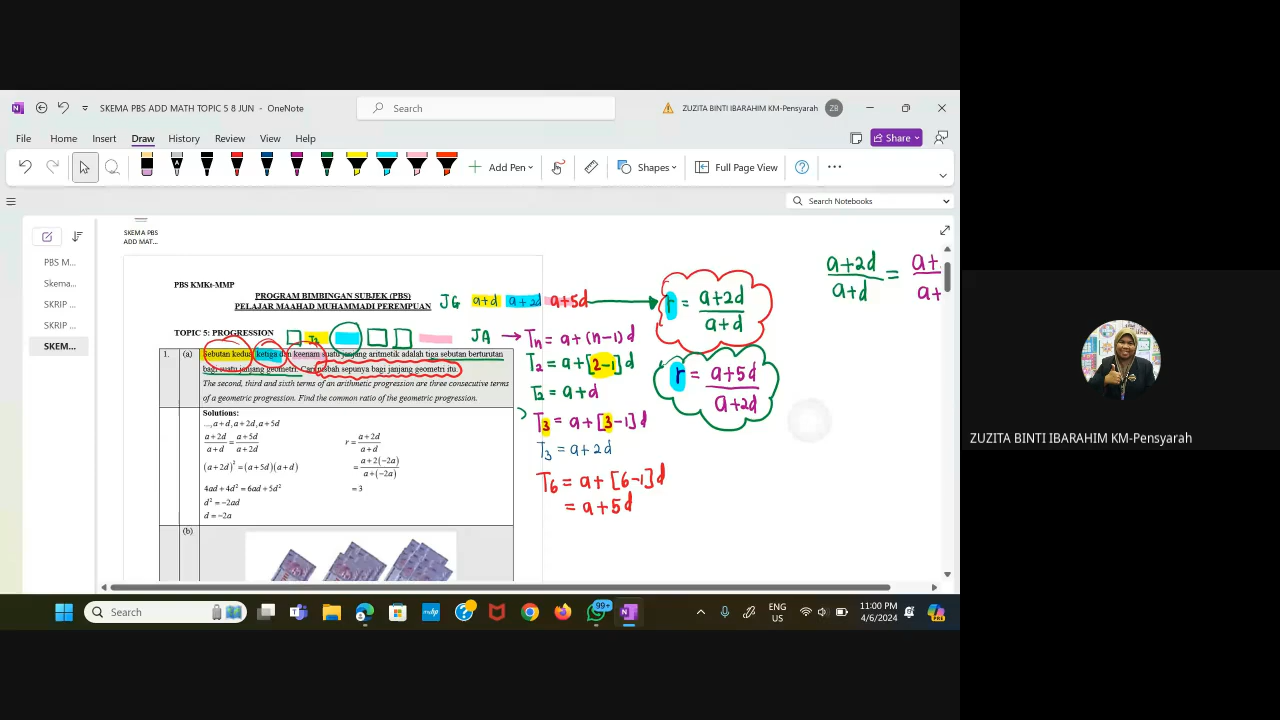 SKEMA PBS ADD MATH TOPIC 5 8 JUN - OneNote
Search
ZUZITA BINTI IBARAHIM KM-Pensyarah
ZB
File Home Insert Draw History Review View Help
Share
Add Pen
Shapes
Full Page View
Search Notebooks
SKEMA PBS
ADD MAT...
PBS M...
Skema...
SKRIP ...
SKRIP ...
SKEM...
PBS KMKt-MMP
PROGRAM BIMBINGAN SUBJEK (PBS)
PELAJAR MAAHAD MUHAMMADI PEREMPUAN
JG a+d a+2d a+5d
TOPIC 5: PROGRESSION
JA
1. (a) Sebutan kedua, ketiga dan keenam suatu janjang aritmetik adalah tiga sebutan berturutan
bagi suatu janjang geometri. Cari nisbah sepunya bagi janjang geometri itu.
The second, third and sixth terms of an arithmetic progression are three consecutive terms
of a geometric progression. Find the common ratio of the geometric progression.
Solutions:
..., a+d, a+2d, a+5d
(a+2d)/(a+d) = (a+5d)/(a+2d)
(a+2d)² = (a+5d)(a+d)
4ad+4d² = 6ad+5d²
d² = −2ad
d = −2a
r = (a+2d)/(a+d)
= (a+2(−2a))/(a+(−2a))
= 3
(b)
Tn = a+(n−1)d
T2 = a+[2−1]d
T2 = a+d
T3 = a+[3−1]d
T3 = a+2d
T6 = a+[6−1]d
= a+5d
r = (a+2d)/(a+d)
r = (a+5d)/(a+2d)
(a+2d)/(a+d) =
ZUZITA BINTI IBARAHIM KM-Pensyarah
Search
99+
ENG
US
11:00 PM
4/6/2024